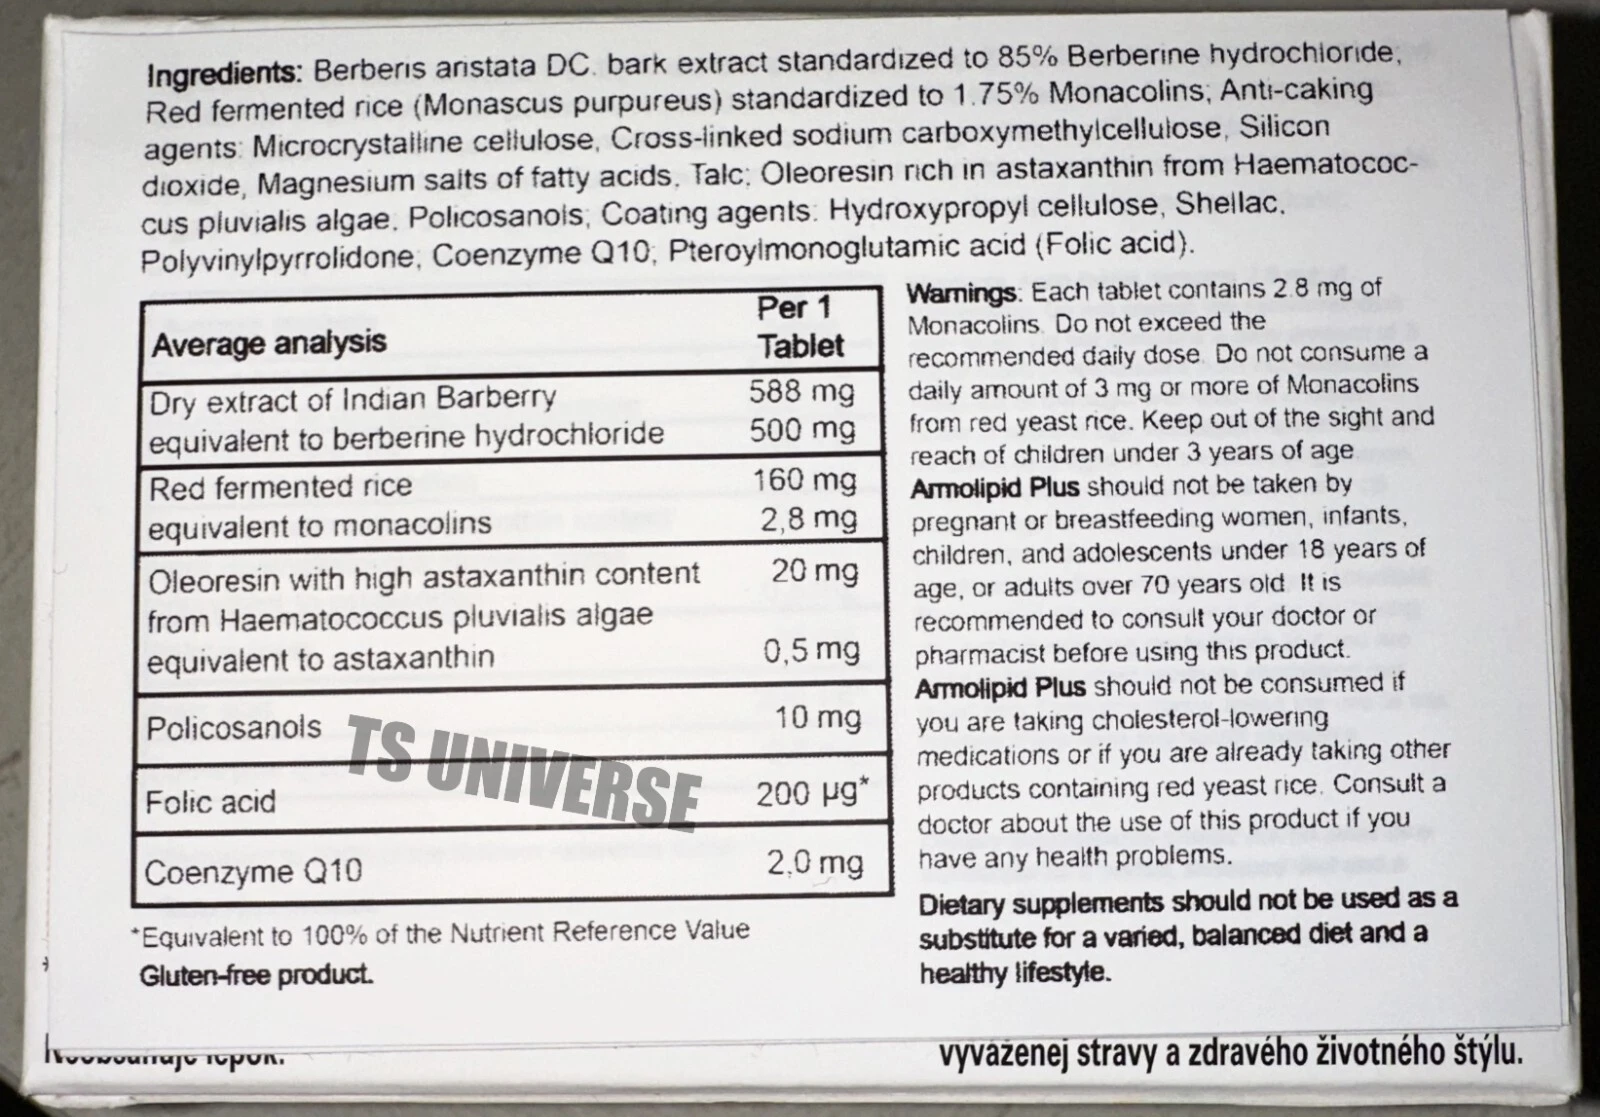 Ingredients: Berberis aristata DC. bark extract standardized to 85% Berberine hydrochloride;
Red fermented rice (Monascus purpureus) standardized to 1.75% Monacolins; Anti-caking
agents: Microcrystalline cellulose, Cross-linked sodium carboxymethylcellulose, Silicon
dioxide, Magnesium salts of fatty acids, Talc; Oleoresin rich in astaxanthin from Haematococ-
cus pluvialis algae, Policosanols; Coating agents: Hydroxypropyl cellulose, Shellac,
Polyvinylpyrrolidone; Coenzyme Q10; Pteroylmonoglutamic acid (Folic acid).
Average analysis Per 1 Tablet
Dry extract of Indian Barberry 588 mg
equivalent to berberine hydrochloride 500 mg
Red fermented rice 160 mg
equivalent to monacolins 2,8 mg
Oleoresin with high astaxanthin content 20 mg
from Haematococcus pluvialis algae
equivalent to astaxanthin 0,5 mg
Policosanols 10 mg
TS UNIVERSE
Folic acid 200 µg*
Coenzyme Q10 2,0 mg
*Equivalent to 100% of the Nutrient Reference Value
Gluten-free product.
Warnings: Each tablet contains 2.8 mg of
Monacolins. Do not exceed the
recommended daily dose. Do not consume a
daily amount of 3 mg or more of Monacolins
from red yeast rice. Keep out of the sight and
reach of children under 3 years of age.
Armolipid Plus should not be taken by
pregnant or breastfeeding women, infants,
children, and adolescents under 18 years of
age, or adults over 70 years old. It is
recommended to consult your doctor or
pharmacist before using this product.
Armolipid Plus should not be consumed if
you are taking cholesterol-lowering
medications or if you are already taking other
products containing red yeast rice. Consult a
doctor about the use of this product if you
have any health problems.
Dietary supplements should not be used as a
substitute for a varied, balanced diet and a
healthy lifestyle.
vyváženej stravy a zdravého životného štýlu.